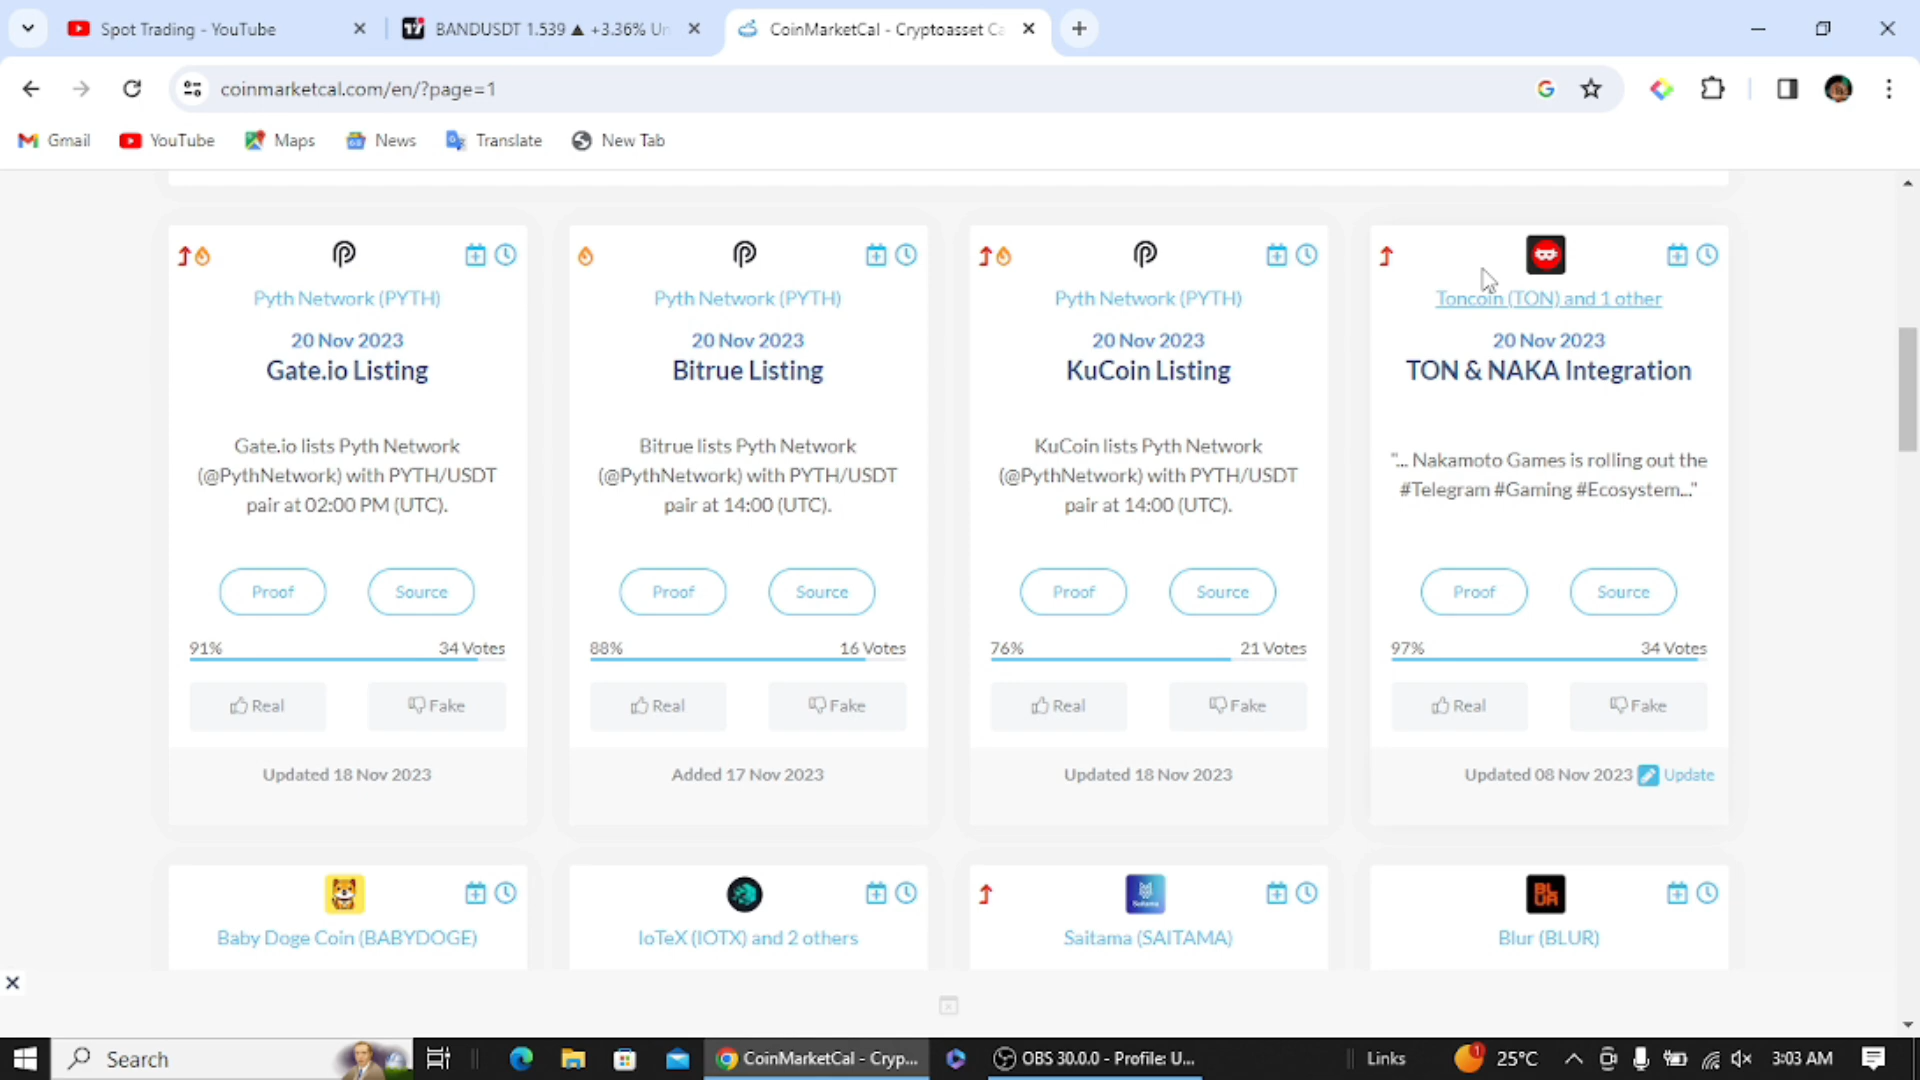 Spot Trading - YouTube
BANDUSDT 1.539 ▲ +3.36% Un
CoinMarketCal - Cryptoasset Ca
coinmarketcal.com/en/?page=1
Gmail
YouTube
Maps
News
Translate
New Tab
Pyth Network (PYTH)
20 Nov 2023
Gate.io Listing
Gate.io lists Pyth Network
(@PythNetwork) with PYTH/USDT
pair at 02:00 PM (UTC).
Proof
Source
91%
34 Votes
Real
Fake
Updated 18 Nov 2023
Pyth Network (PYTH)
20 Nov 2023
Bitrue Listing
Bitrue lists Pyth Network
(@PythNetwork) with PYTH/USDT
pair at 14:00 (UTC).
Proof
Source
88%
16 Votes
Real
Fake
Added 17 Nov 2023
Pyth Network (PYTH)
20 Nov 2023
KuCoin Listing
KuCoin lists Pyth Network
(@PythNetwork) with PYTH/USDT
pair at 14:00 (UTC).
Proof
Source
76%
21 Votes
Real
Fake
Updated 18 Nov 2023
Toncoin (TON) and 1 other
20 Nov 2023
TON & NAKA Integration
"... Nakamoto Games is rolling out the
#Telegram #Gaming #Ecosystem..."
Proof
Source
97%
34 Votes
Real
Fake
Updated 08 Nov 2023 Update
Baby Doge Coin (BABYDOGE)
IoTeX (IOTX) and 2 others
Saitama
Saitama (SAITAMA)
BLUR
Blur (BLUR)
Search
CoinMarketCal - Cryp...
OBS 30.0.0 - Profile: U...
Links
1
25°C
3:03 AM